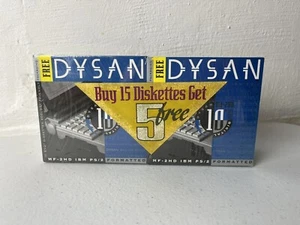 FREE
DYSAN
FREE
DYSAN
Buy 15 Diskettes Get
5
free
10
10
MF-2HD IBM PS/2
FORMATTED
MF-2HD IBM PS/2
FORMATTED